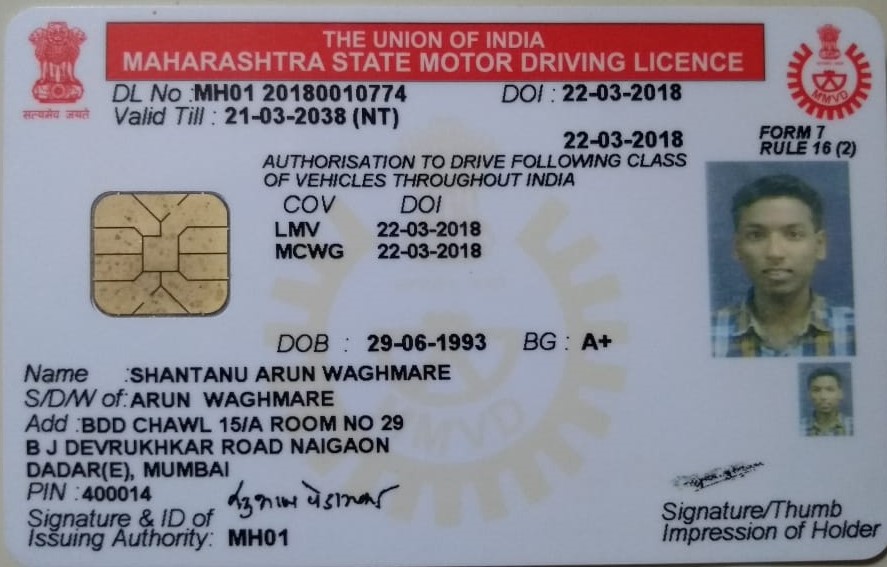 THE UNION OF INDIA
MAHARASHTRA STATE MOTOR DRIVING LICENCE
सत्यमेव जयते
MMVD
DL No : MH01 20180010774 DOI : 22-03-2018
Valid Till : 21-03-2038 (NT)
22-03-2018
FORM 7
RULE 16 (2)
AUTHORISATION TO DRIVE FOLLOWING CLASS
OF VEHICLES THROUGHOUT INDIA
COV DOI
LMV 22-03-2018
MCWG 22-03-2018
DOB : 29-06-1993 BG : A+
Name : SHANTANU ARUN WAGHMARE
S/D/W of : ARUN WAGHMARE
Add : BDD CHAWL 15/A ROOM NO 29
B J DEVRUKHKAR ROAD NAIGAON
DADAR(E), MUMBAI
PIN : 400014
Signature & ID of
Issuing Authority: MH01
Signature/Thumb
Impression of Holder
MMVD